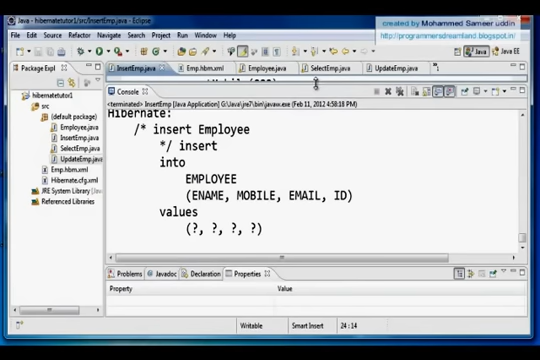 Java - hibernatetutor1/src/InsertEmp.java - Eclipse
created by Mohammed Sameer uddin
http://programmersdreamland.blogspot.in/
File Edit Source Refactor Navigate Search Project Run Window Help
Java Java EE
Package Expl
InsertEmp.java Emp.hbm.xml Employee.java SelectEmp.java UpdateEmp.java
Console
<terminated> InsertEmp [Java Application] G:\Java\jre7\bin\javaw.exe (Feb 11, 2012 4:58:18 PM)
hibernatetutor1
src
(default package)
Employee.java
InsertEmp.java
SelectEmp.java
UpdateEmp.java
Emp.hbm.xml
Hibernate.cfg.xml
JRE System Library [Jav
Referenced Libraries
Hibernate:
/* insert Employee
*/ insert
into
EMPLOYEE
(ENAME, MOBILE, EMAIL, ID)
values
(?, ?, ?, ?)
Problems Javadoc Declaration Properties
Property Value
Writable Smart Insert 24 : 14